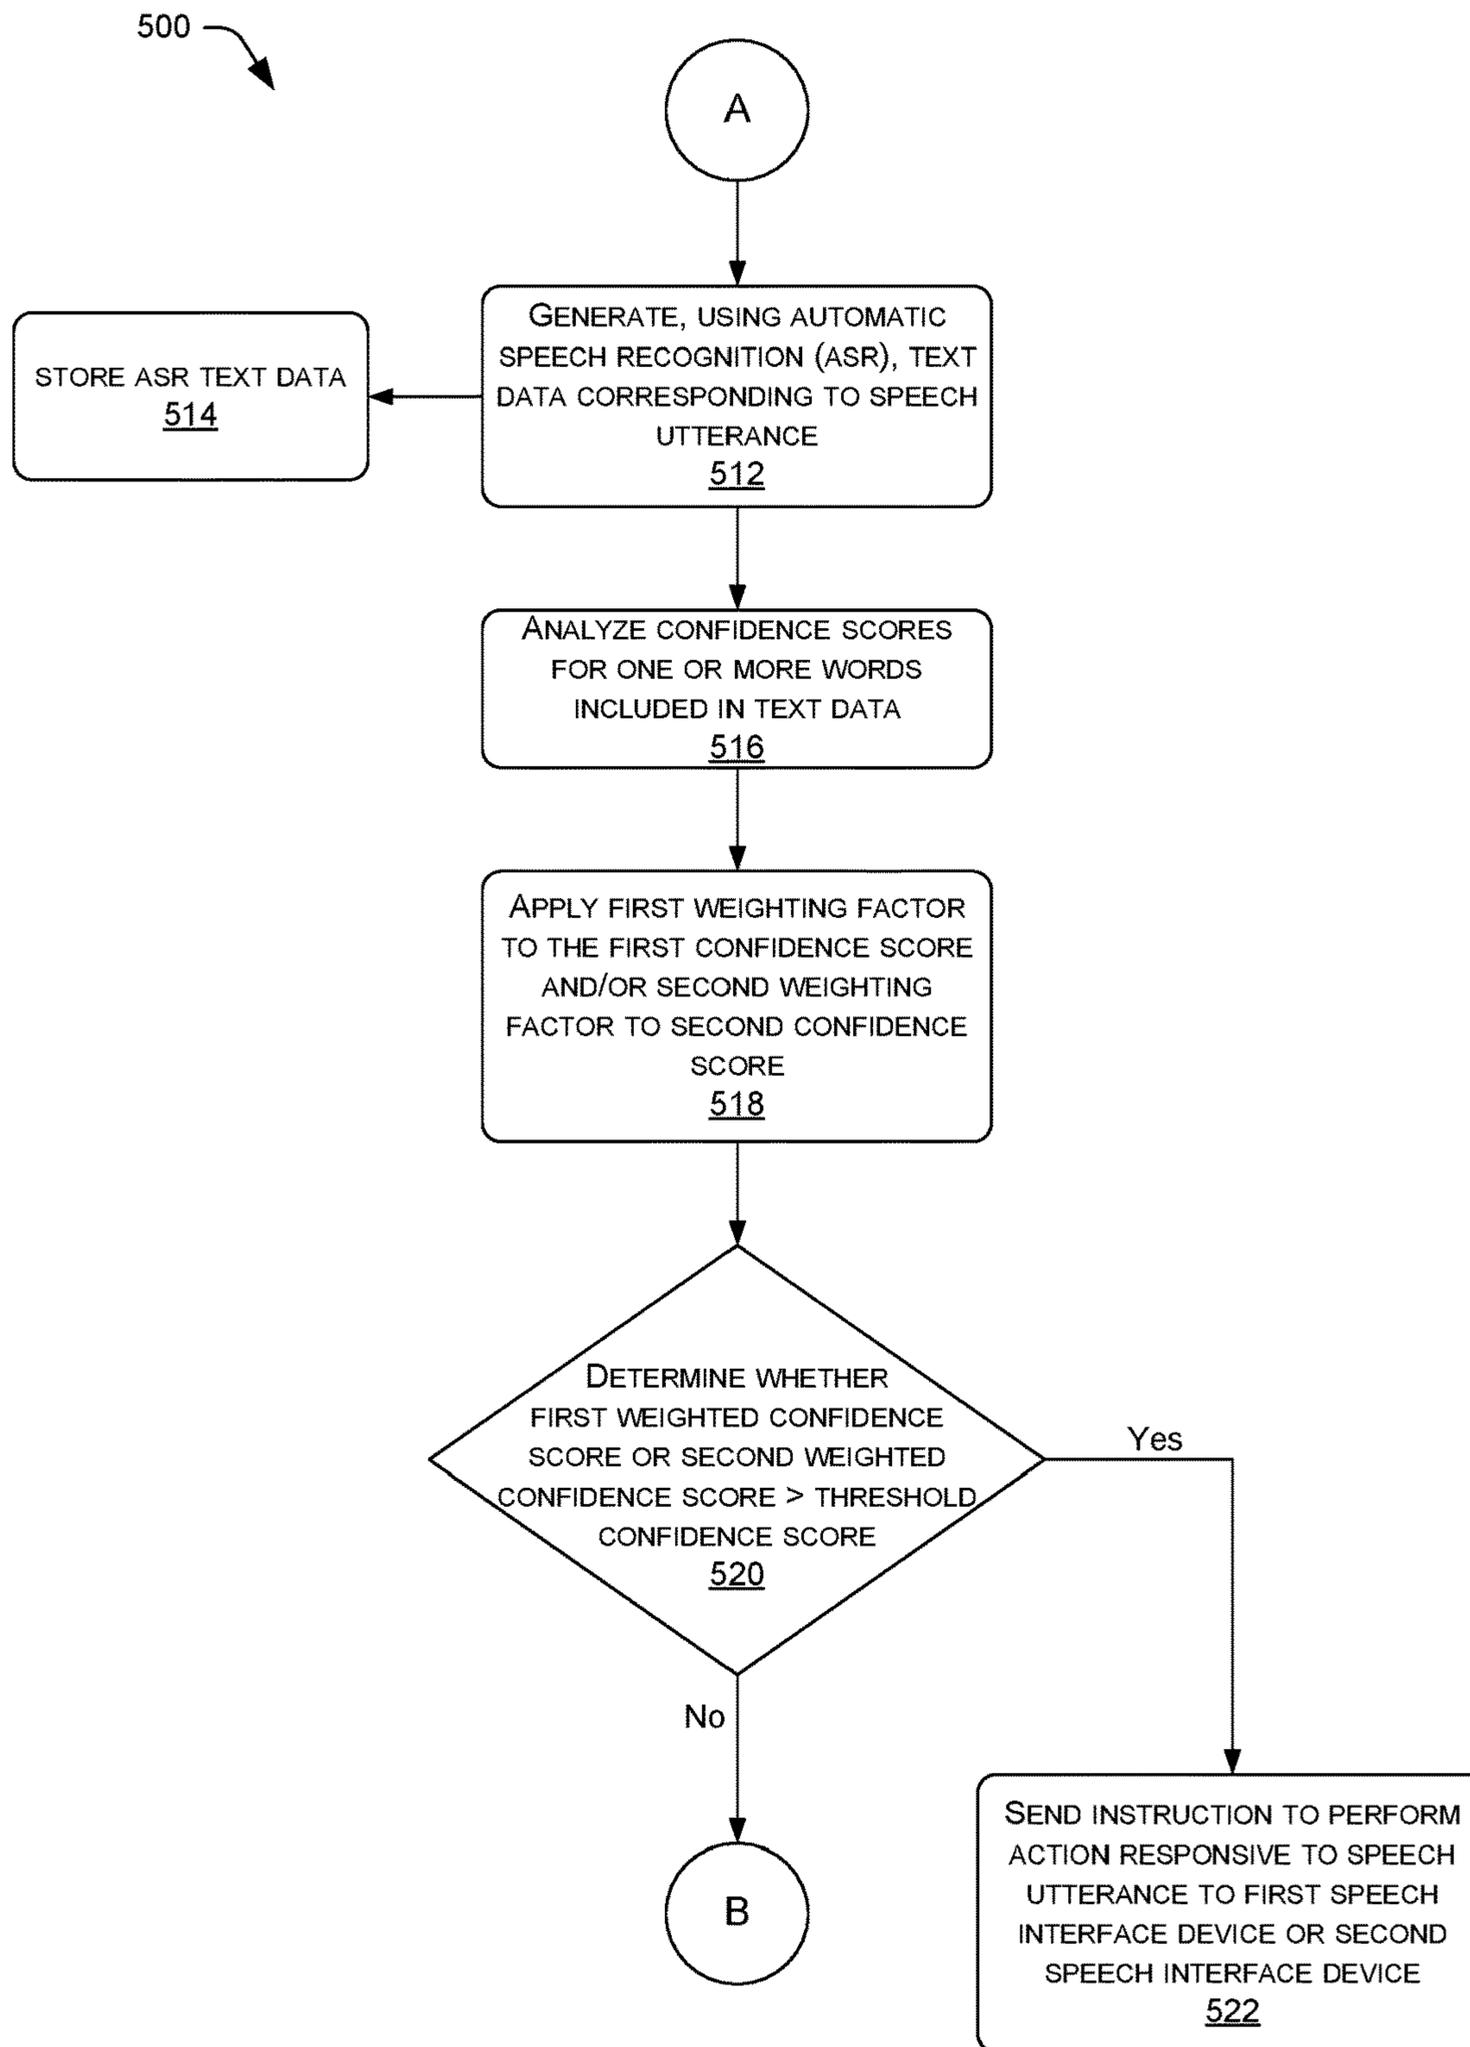 500
A
GENERATE, USING AUTOMATIC
SPEECH RECOGNITION (ASR), TEXT
DATA CORRESPONDING TO SPEECH
UTTERANCE
512
STORE ASR TEXT DATA
514
ANALYZE CONFIDENCE SCORES
FOR ONE OR MORE WORDS
INCLUDED IN TEXT DATA
516
APPLY FIRST WEIGHTING FACTOR
TO THE FIRST CONFIDENCE SCORE
AND/OR SECOND WEIGHTING
FACTOR TO SECOND CONFIDENCE
SCORE
518
DETERMINE WHETHER
FIRST WEIGHTED CONFIDENCE
SCORE OR SECOND WEIGHTED
CONFIDENCE SCORE > THRESHOLD
CONFIDENCE SCORE
520
Yes
No
B
SEND INSTRUCTION TO PERFORM
ACTION RESPONSIVE TO SPEECH
UTTERANCE TO FIRST SPEECH
INTERFACE DEVICE OR SECOND
SPEECH INTERFACE DEVICE
522